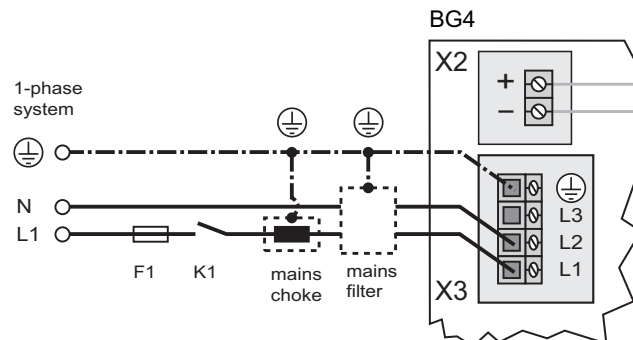 BG4
X2
+
−
1-phase
system
N
L1
F1
K1
mains
choke
mains
filter
L3
L2
L1
X3